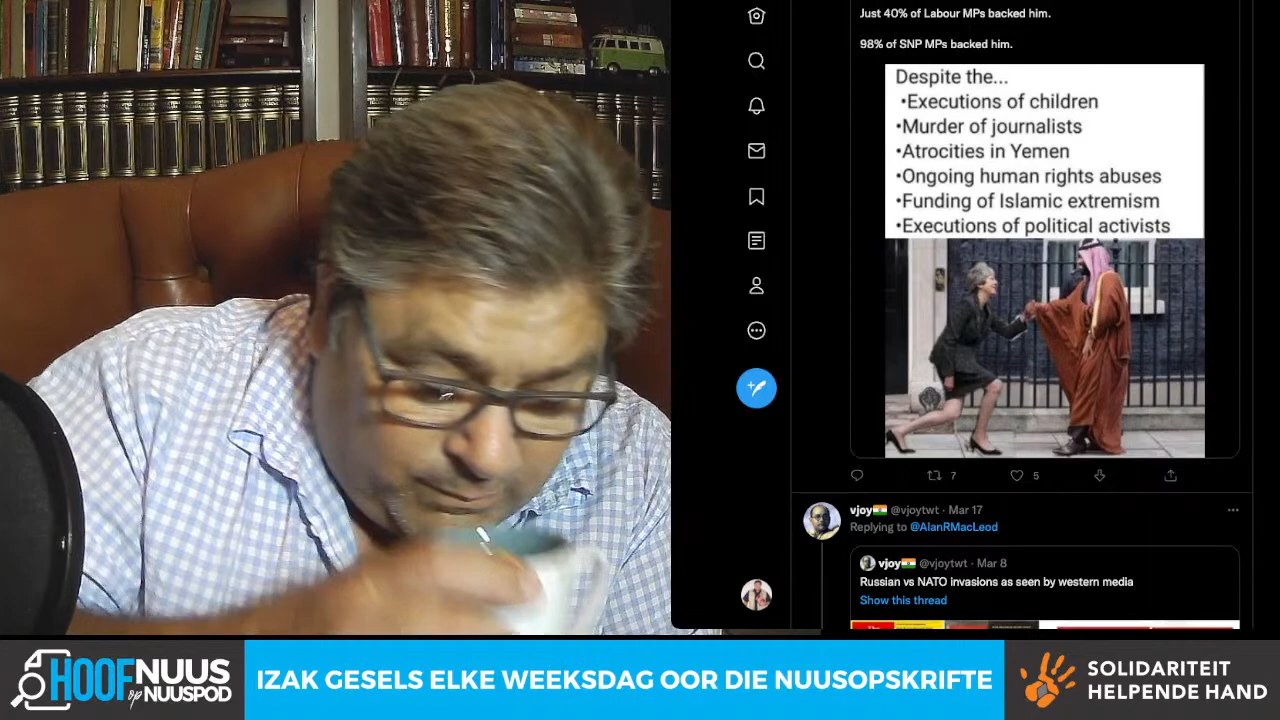 Just 40% of Labour MPs backed him.
98% of SNP MPs backed him.
Despite the...
•Executions of children
•Murder of journalists
•Atrocities in Yemen
•Ongoing human rights abuses
•Funding of Islamic extremism
•Executions of political activists
7
5
vjoy🇮🇳 @vjoytwt · Mar 17
Replying to @AlanRMacLeod
vjoy🇮🇳 @vjoytwt · Mar 8
Russian vs NATO invasions as seen by western media
Show this thread
HOOFNUUS
op NUUSPOD
IZAK GESELS ELKE WEEKSDAG OOR DIE NUUSOPSKRIFTE
SOLIDARITEIT
HELPENDE HAND